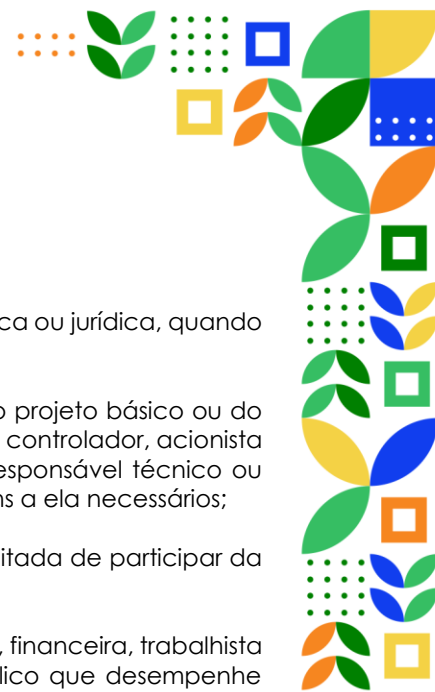 ca ou jurídica, quando
o projeto básico ou do
controlador, acionista
esponsável técnico ou
ns a ela necessários;
itada de participar da
, financeira, trabalhista
lico que desempenhe